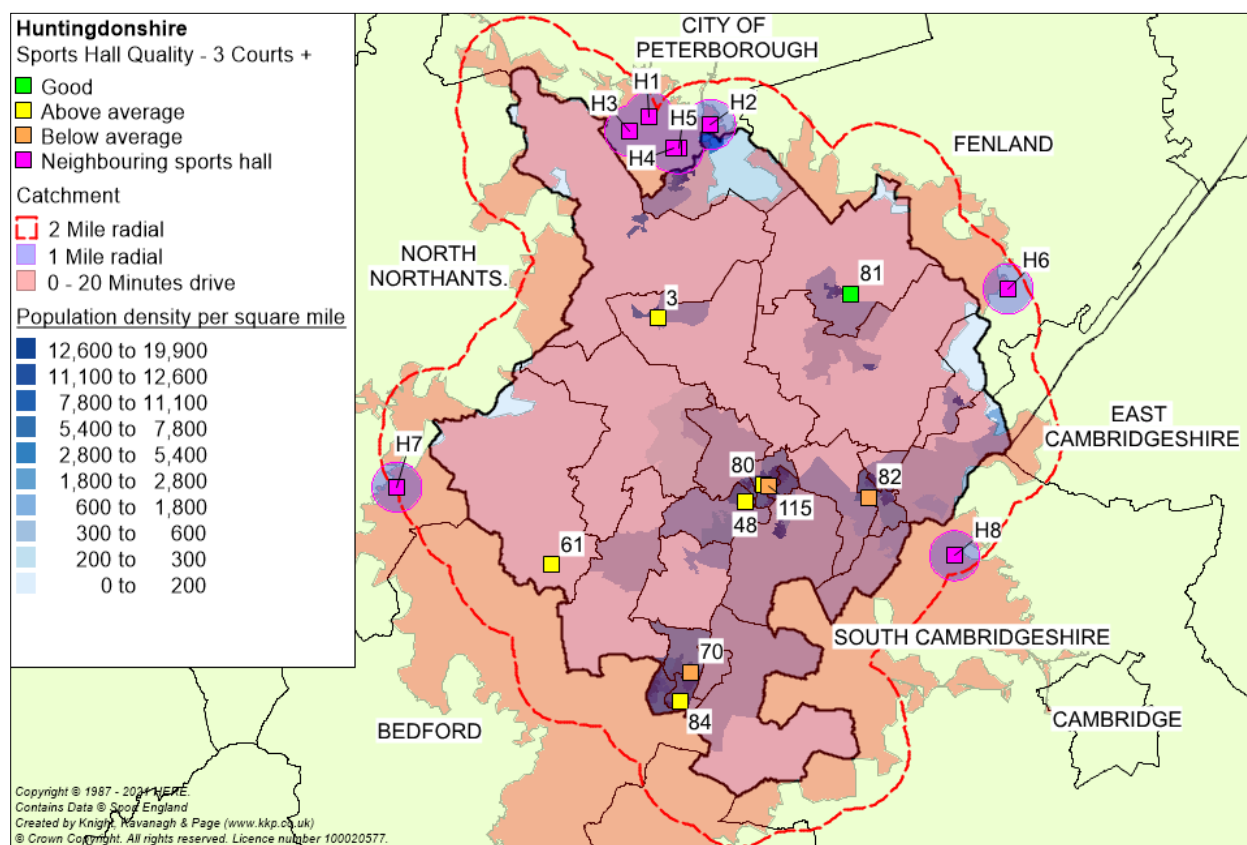 Huntingdonshire
Sports Hall Quality - 3 Courts +
Good
Above average
Below average
Neighbouring sports hall
Catchment
2 Mile radial
1 Mile radial
0 - 20 Minutes drive
Population density per square mile
12,600 to 19,900
11,100 to 12,600
7,800 to 11,100
5,400 to 7,800
2,800 to 5,400
1,800 to 2,800
600 to 1,800
300 to 600
200 to 300
0 to 200
CITY OF
PETERBOROUGH
H1
H3
H5
H2
H4
FENLAND
NORTH
NORTHANTS.
H6
81
3
EAST
CAMBRIDGESHIRE
H7
80
82
48
115
H8
61
SOUTH CAMBRIDGESHIRE
70
84
CAMBRIDGE
BEDFORD
Copyright © 1987 - 2021 HERE.
Contains Data © Sport England
Created by Knight, Kavanagh & Page (www.kkp.co.uk)
© Crown Copyright. All rights reserved. Licence number 100020577.